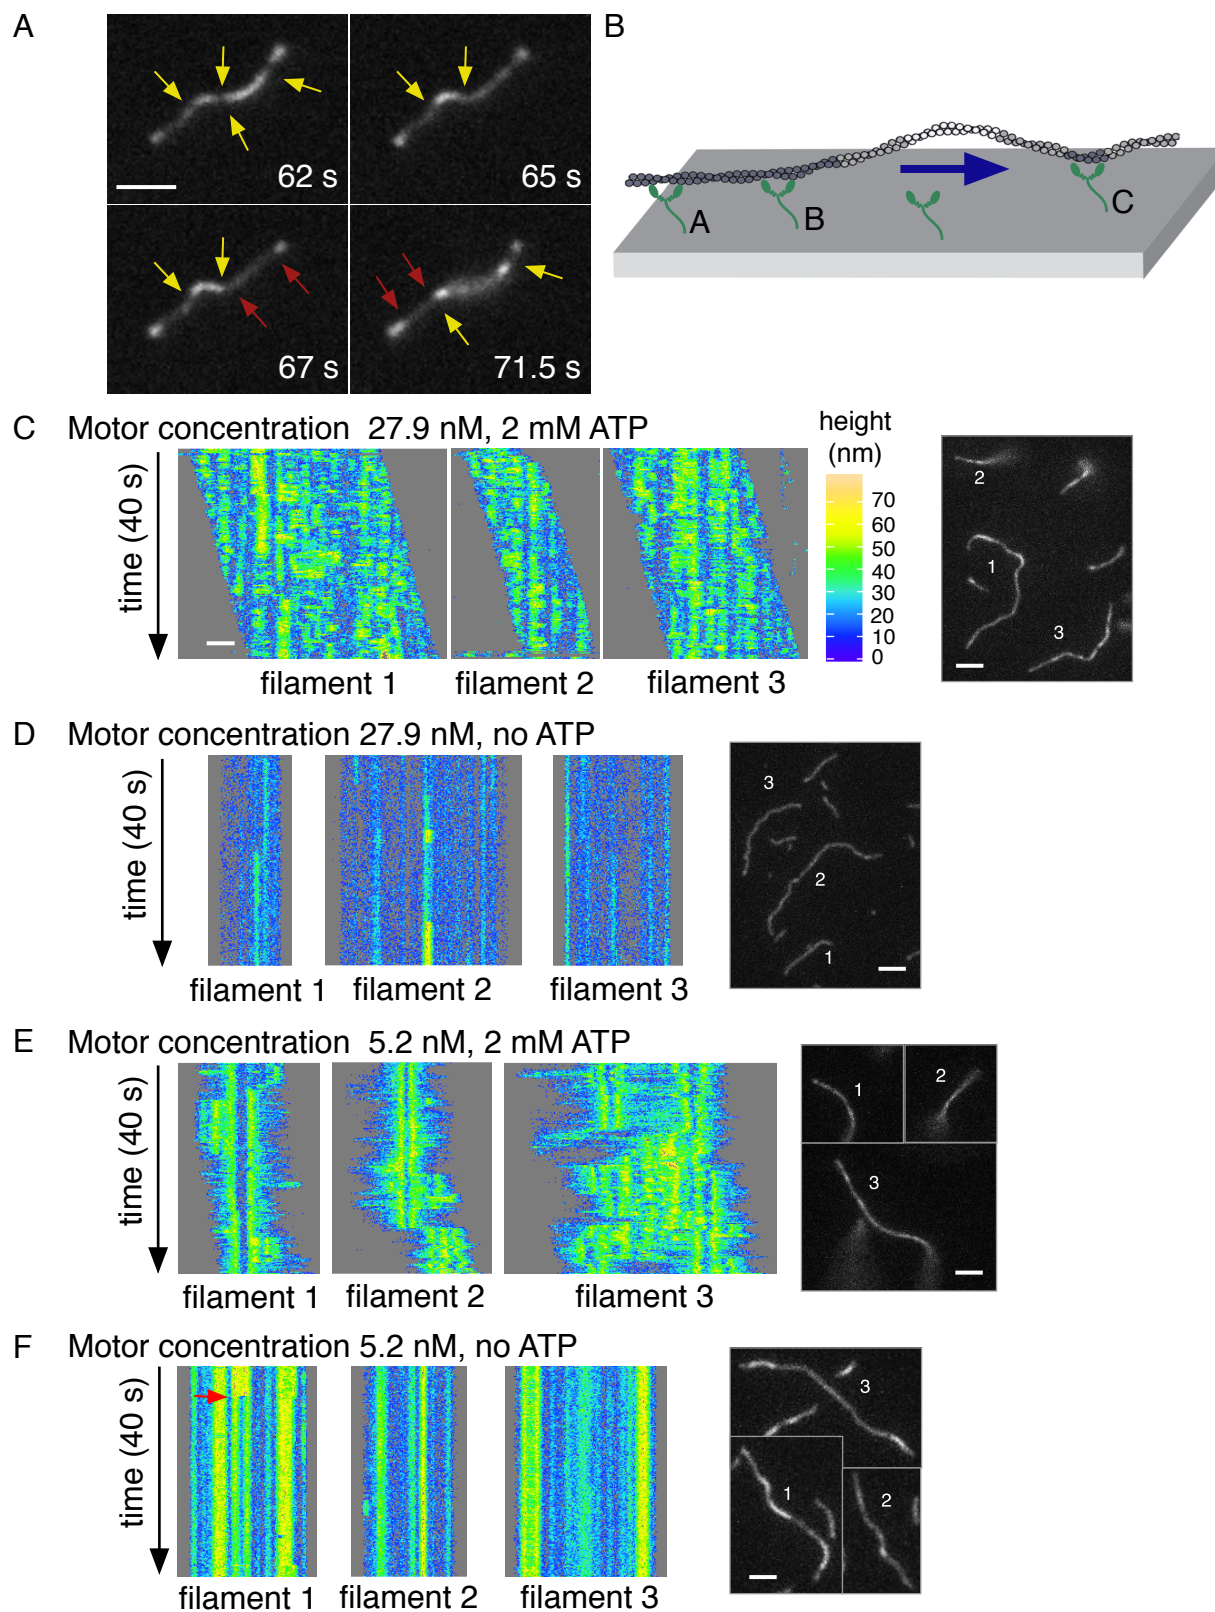 A
B
62 s
65 s
67 s
71.5 s
A
B
C
C Motor concentration 27.9 nM, 2 mM ATP
time (40 s)
filament 1
filament 2
filament 3
height
(nm)
70
60
50
40
30
20
10
0
2
1
3
D Motor concentration 27.9 nM, no ATP
time (40 s)
filament 1
filament 2
filament 3
3
2
1
E Motor concentration 5.2 nM, 2 mM ATP
time (40 s)
filament 1
filament 2
filament 3
1
2
3
F Motor concentration 5.2 nM, no ATP
time (40 s)
filament 1
filament 2
filament 3
3
1
2